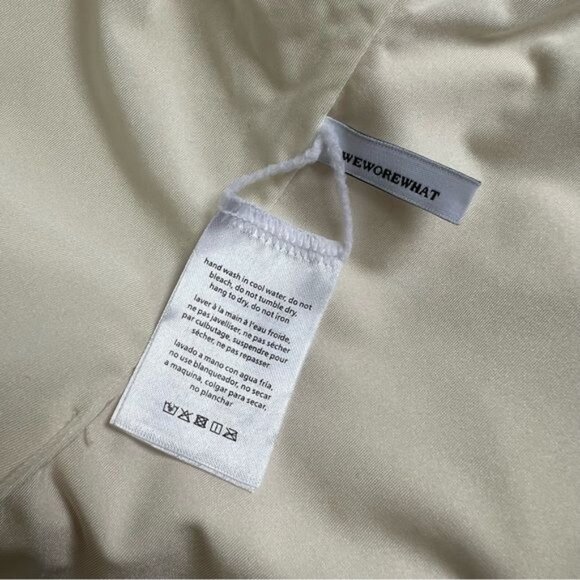 WEWOREWHAT
hand wash in cool water, do not
bleach, do not tumble dry,
hang to dry, do not iron
laver à la main à l'eau froide,
ne pas javelliser, ne pas sécher
par culbutage, suspendre pour
sécher, ne pas repasser.
lavado a mano con agua fría,
no use blanqueador, no secar
a maquina, colgar para secar,
no planchar